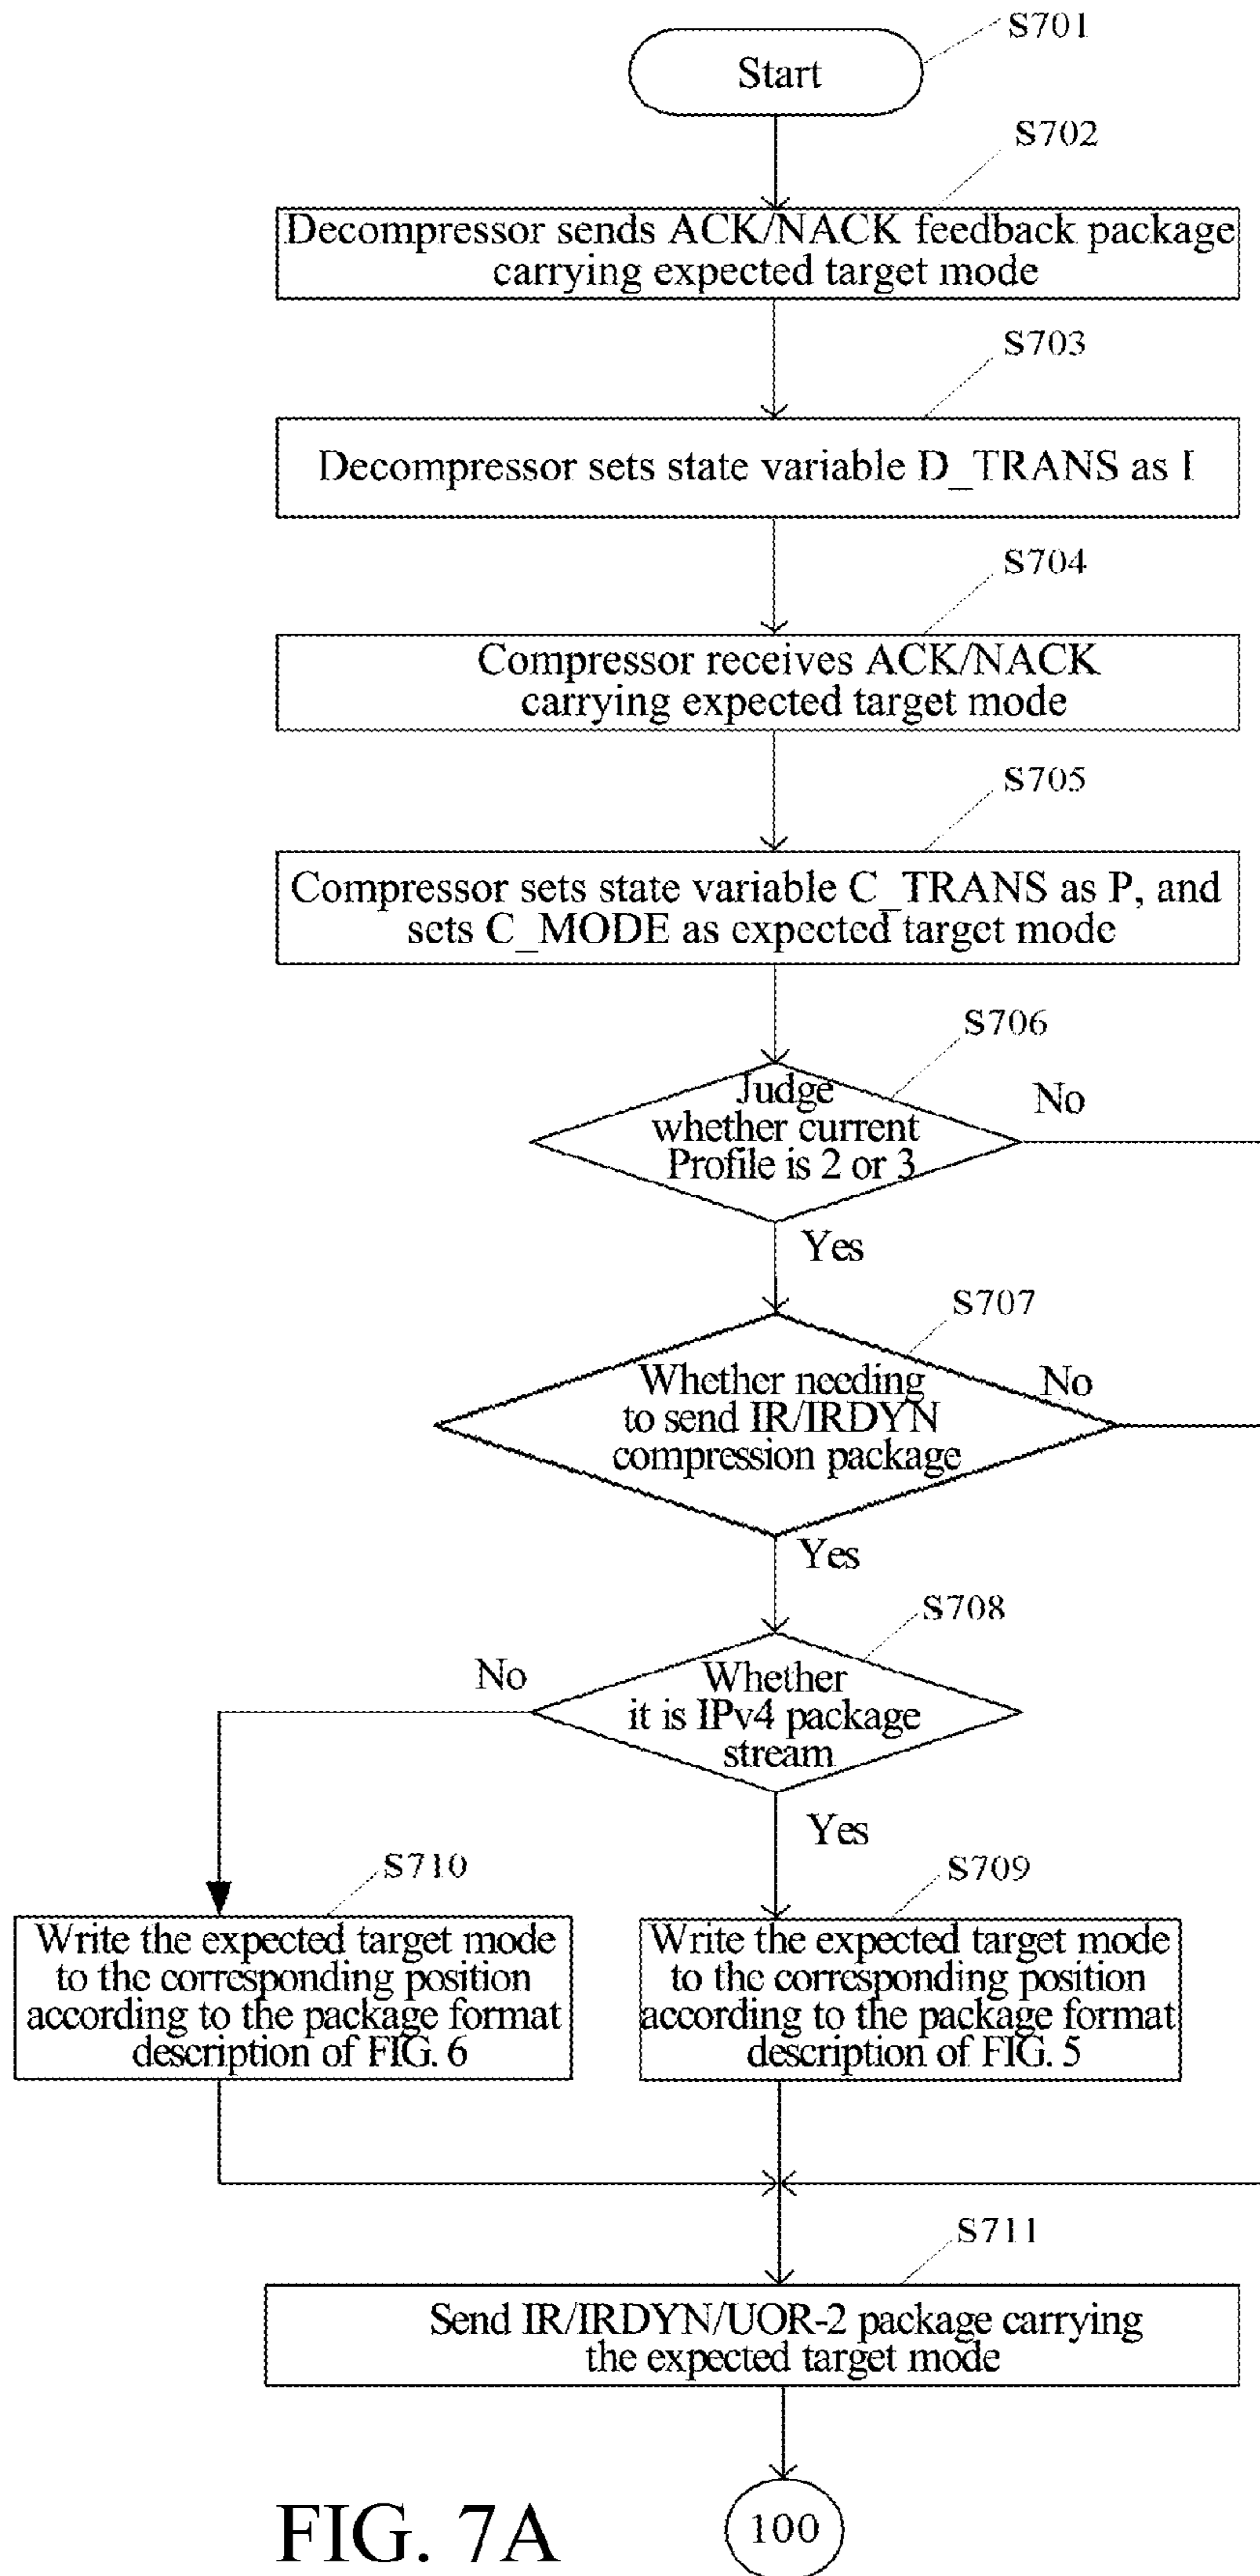 S701
Start
S702
Decompressor sends ACK/NACK feedback package
carrying expected target mode
S703
Decompressor sets state variable D_TRANS as I
S704
Compressor receives ACK/NACK
carrying expected target mode
S705
Compressor sets state variable C_TRANS as P, and
sets C_MODE as expected target mode
S706
Judge
whether current
Profile is 2 or 3
No
Yes
S707
Whether needing
to send IR/IRDYN
compression package
No
Yes
S708
Whether
it is IPv4 package
stream
No
Yes
S710
S709
Write the expected target mode
to the corresponding position
according to the package format
description of FIG. 6
Write the expected target mode
to the corresponding position
according to the package format
description of FIG. 5
S711
Send IR/IRDYN/UOR-2 package carrying
the expected target mode
100
FIG. 7A